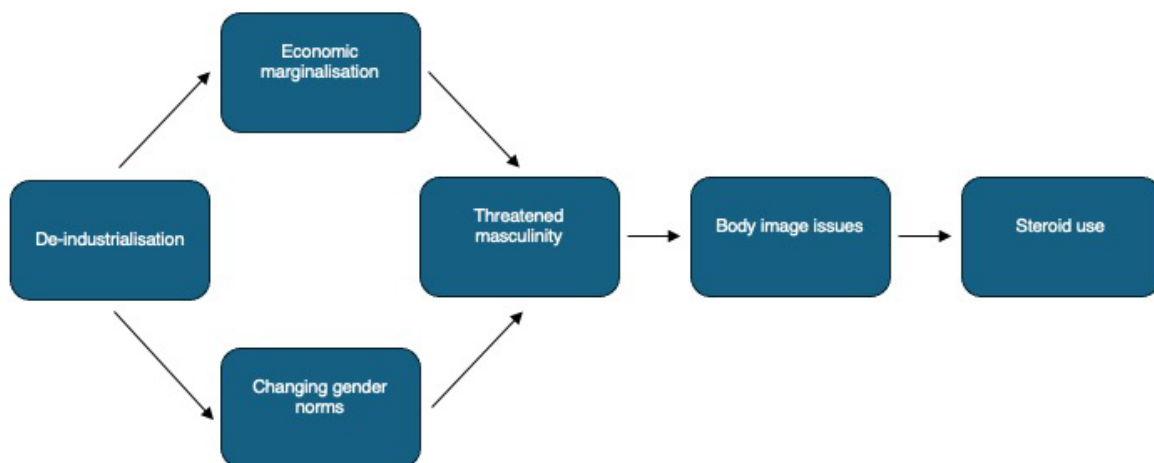 Economic
marginalisation
De-industrialisation
Threatened
masculinity
Body image issues
Steroid use
Changing gender
norms